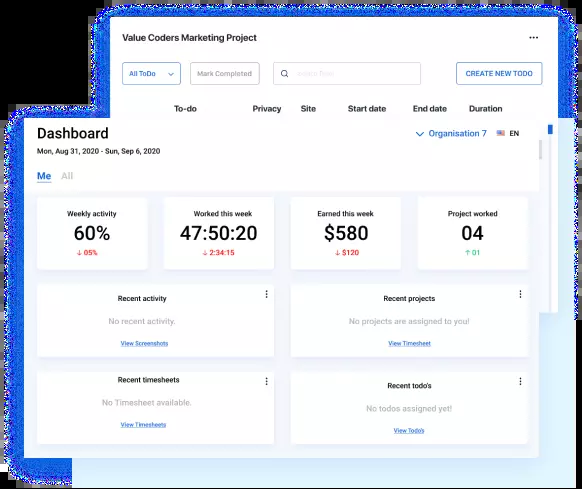 Value Coders Marketing Project
All ToDo
Mark Completed
CREATE NEW TODO
To-do Privacy Site Start date End date Duration
Dashboard
Organisation 7 EN
Mon, Aug 31, 2020 - Sun, Sep 6, 2020
Me All
Weekly activity
60%
↓ 05%
Worked this week
47:50:20
↓ 2:34:15
Earned this week
$580
↓ $120
Project worked
04
↑ 01
Recent activity
No recent activity.
View Screenshots
Recent projects
No projects are assigned to you!
View Timesheet
Recent timesheets
No Timesheet available.
View Timesheets
Recent todo's
No todos assigned yet!
View Todo's